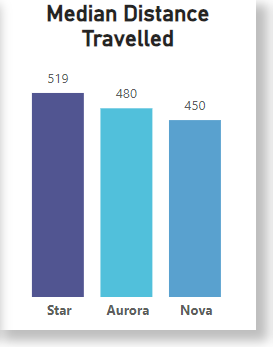 Median Distance
Travelled
519
480
450
Star Aurora Nova